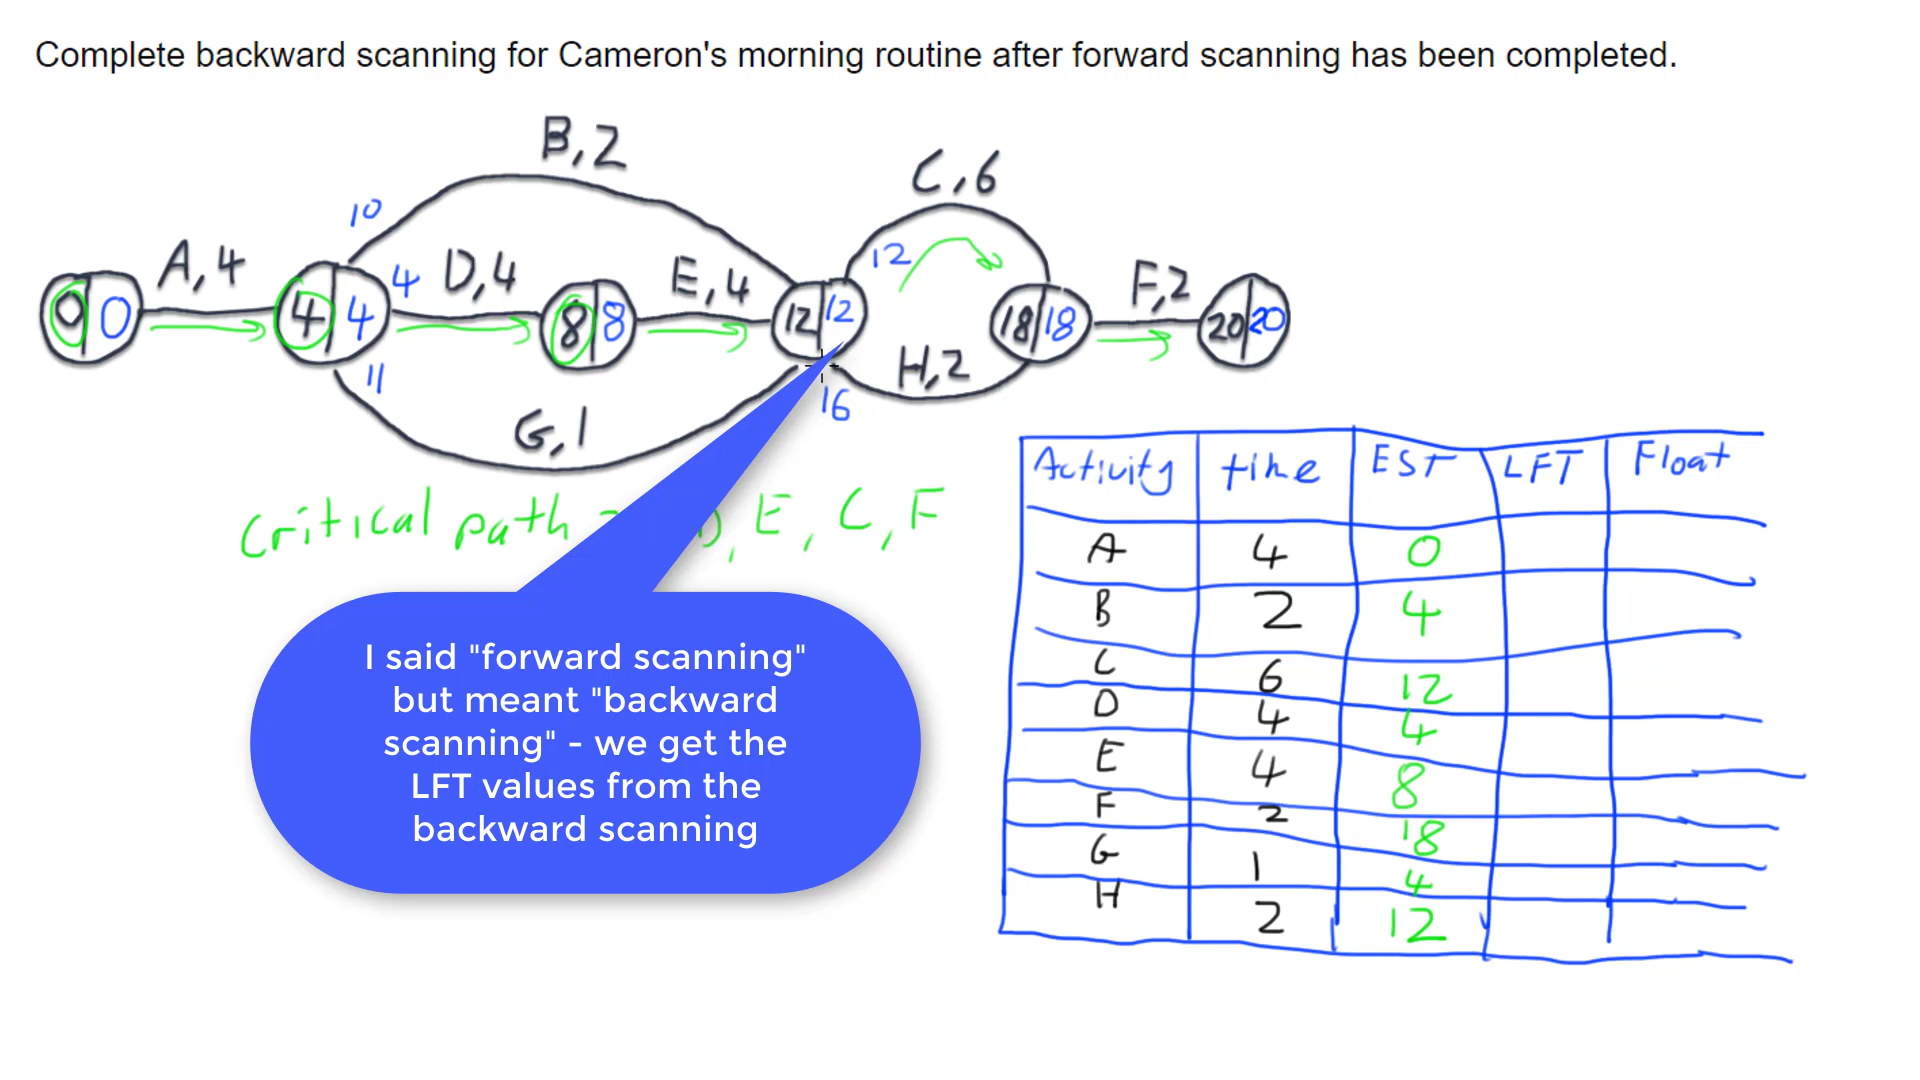 Complete backward scanning for Cameron's morning routine after forward scanning has been completed.
B,2
C,6
10
A,4
4
D,4
E,4
12
F,2
0 0
4 4
8 8
12 12
18 18
20 20
11
G,1
H,2
16
Critical path D, E, C, F
I said "forward scanning"
but meant "backward
scanning" - we get the
LFT values from the
backward scanning
Activity time EST LFT Float
A 4 0
B 2 4
C 6 12
D 4 4
E 4 8
F 2 18
G 1 4
H 2 12